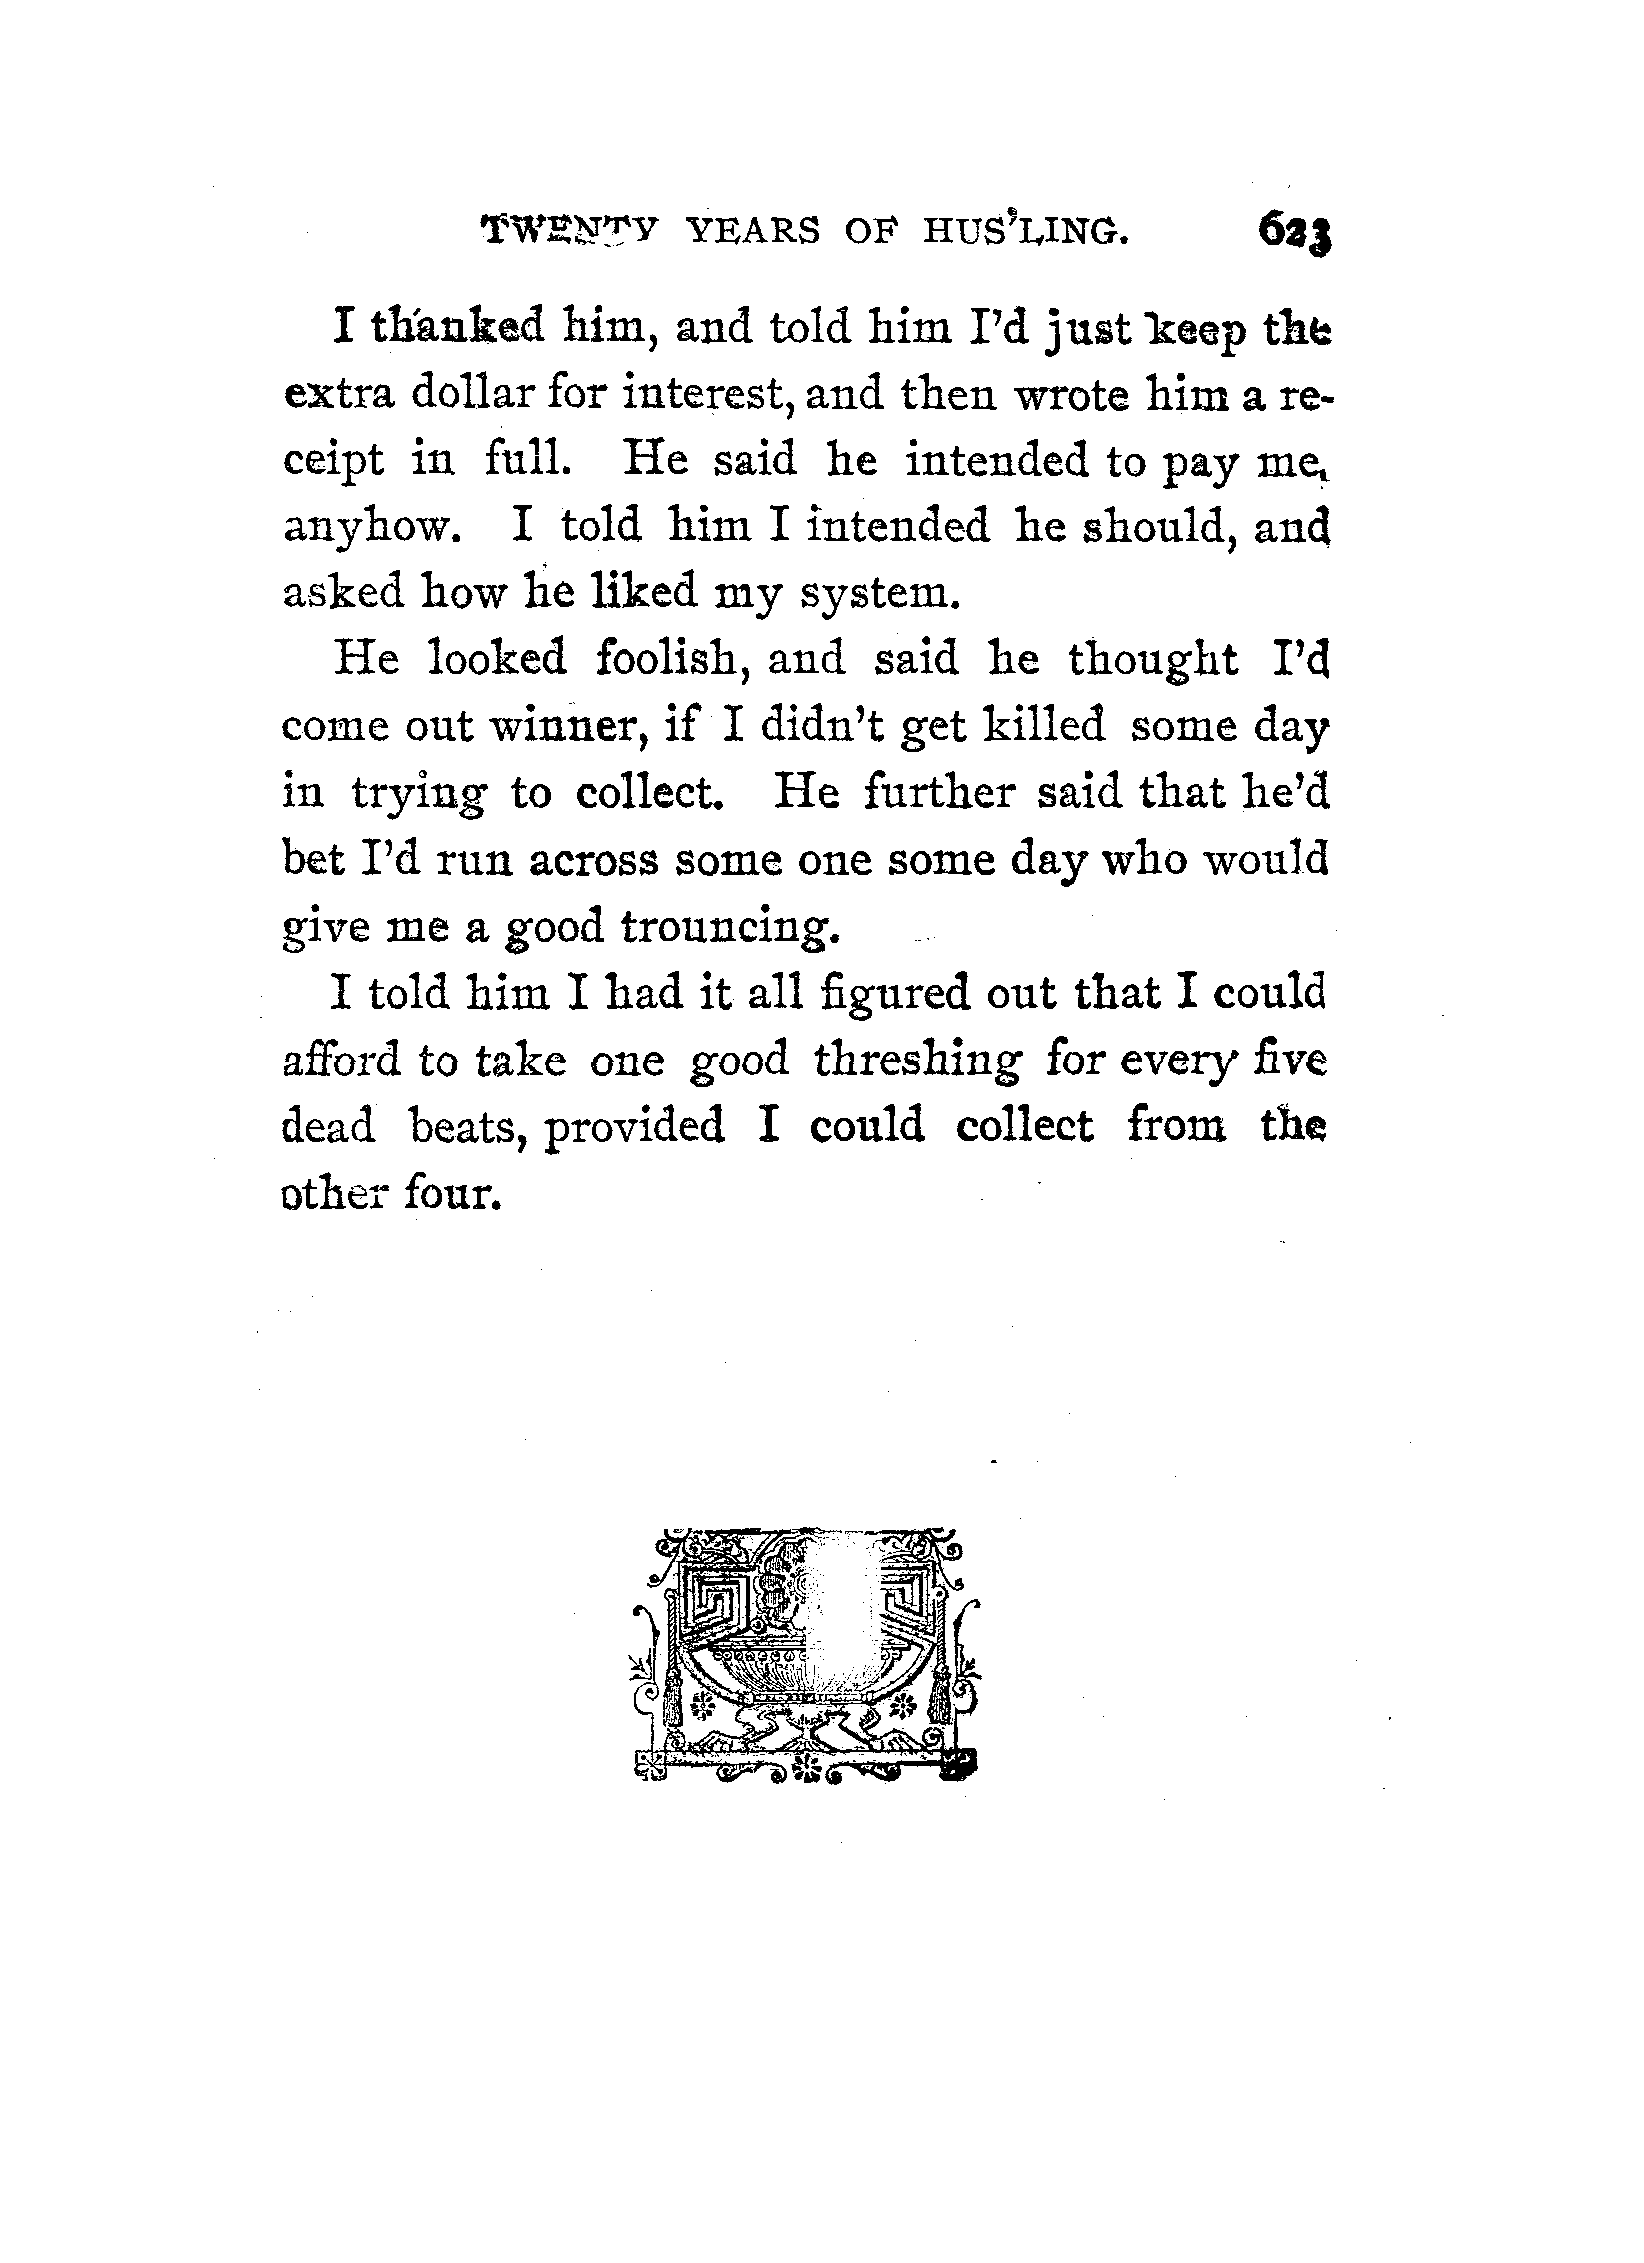 TWENTY YEARS OF HUS'LING. 623
I thanked him, and told him I'd just keep the
extra dollar for interest, and then wrote him a re-
ceipt in full. He said he intended to pay me,
anyhow. I told him I intended he should, and
asked how he liked my system.
He looked foolish, and said he thought I'd
come out winner, if I didn't get killed some day
in trying to collect. He further said that he'd
bet I'd run across some one some day who would
give me a good trouncing.
I told him I had it all figured out that I could
afford to take one good threshing for every five
dead beats, provided I could collect from the
other four.